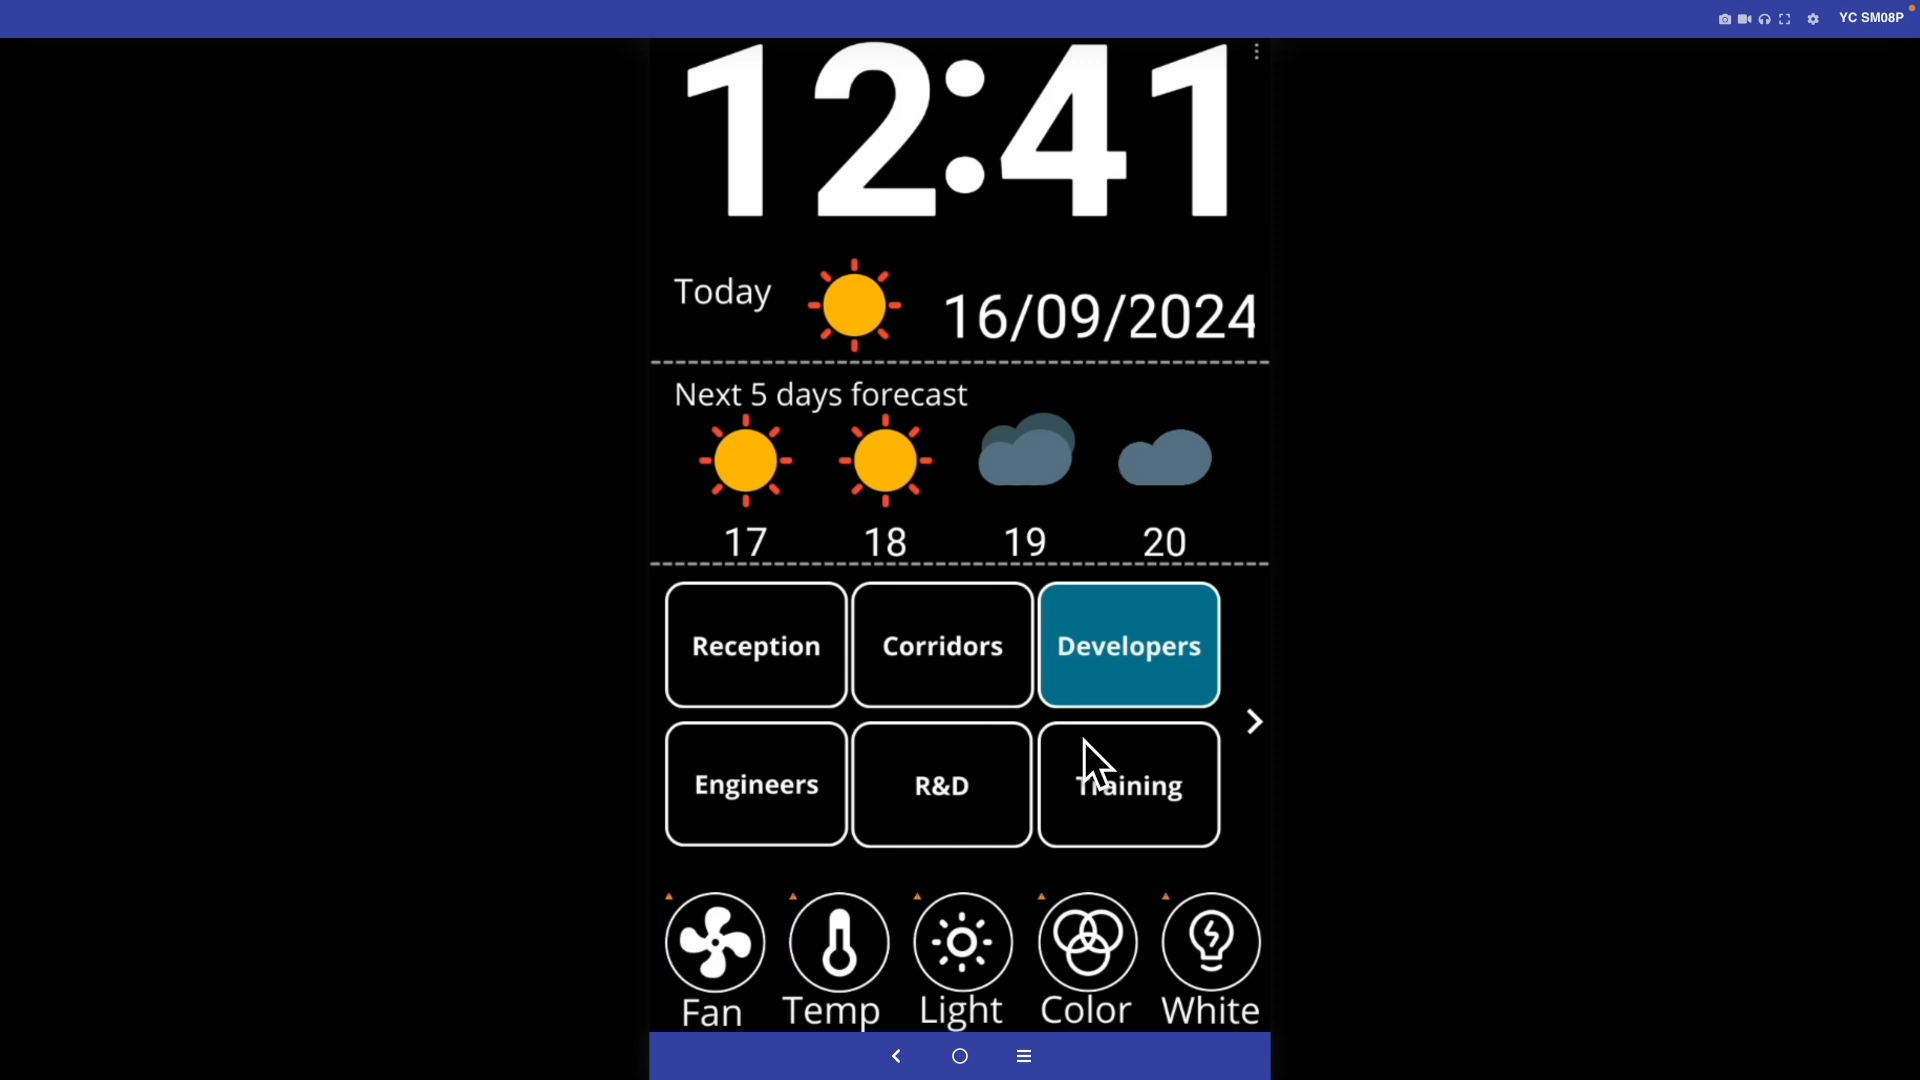 YC SM08P
12:41
Today
16/09/2024
Next 5 days forecast
17 18 19 20
Reception Corridors Developers
Engineers R&D Training
Fan Temp Light Color White